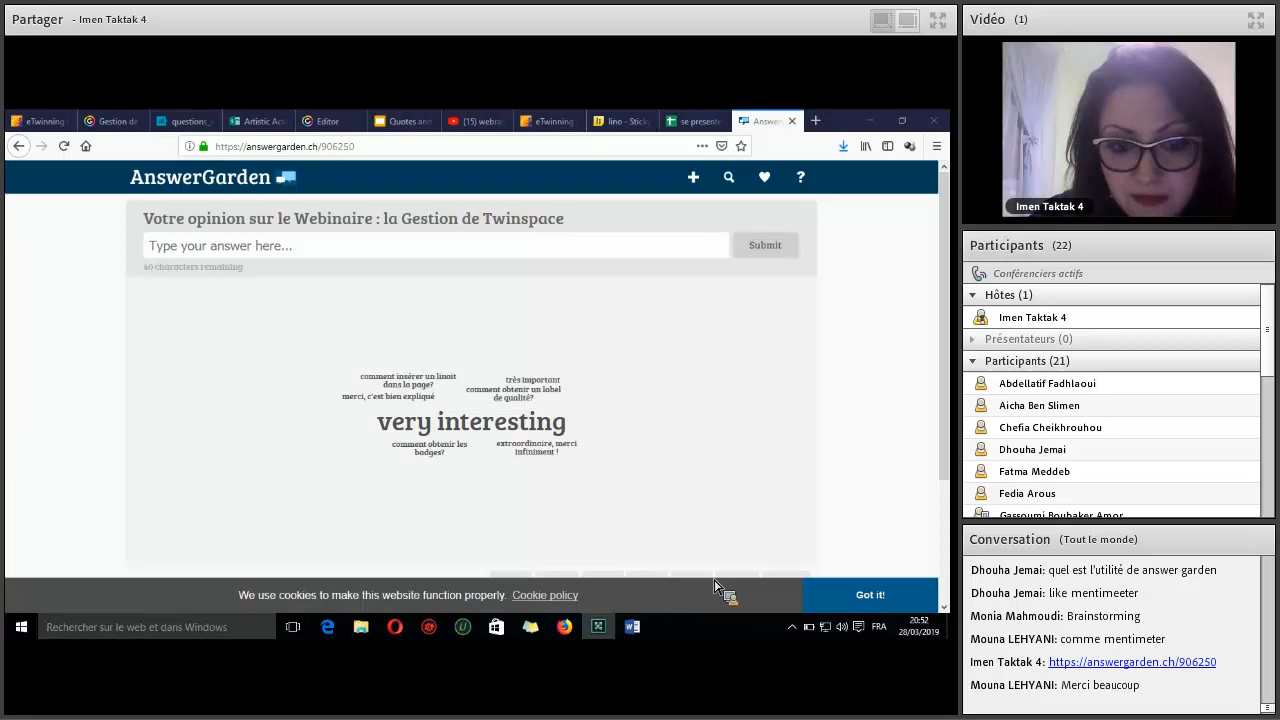 Partager - Imen Taktak 4
eTwinning
Gestion de
questions_
Artistic Acr
Editor
Quotes and
(15) webra
eTwinning
lino - Sticky
se présente
Answer
https://answergarden.ch/906250
AnswerGarden
Votre opinion sur le Webinaire : la Gestion de Twinspace
Type your answer here...
Submit
40 characters remaining
comment insérer un linoit
dans la page?
très important
comment obtenir un label
de qualité?
merci, c'est bien expliqué
very interesting
comment obtenir les
badges?
extraordinaire, merci
infiniment !
We use cookies to make this website function properly. Cookie policy
Got it!
Rechercher sur le web et dans Windows
FRA
20:52
28/03/2019
Vidéo (1)
Imen Taktak 4
Participants (22)
Conférenciers actifs
Hôtes (1)
Imen Taktak 4
Présentateurs (0)
Participants (21)
Abdellatif Fadhlaoui
Aicha Ben Slimen
Chefia Cheikhrouhou
Dhouha Jemai
Fatma Meddeb
Fedia Arous
Gassoumi Boubaker Amor
Conversation (Tout le monde)
Dhouha Jemai: quel est l'utilité de answer garden
Dhouha Jemai: like mentimeeter
Monia Mahmoudi: Brainstorming
Mouna LEHYANI: comme mentimeter
Imen Taktak 4: https://answergarden.ch/906250
Mouna LEHYANI: Merci beaucoup